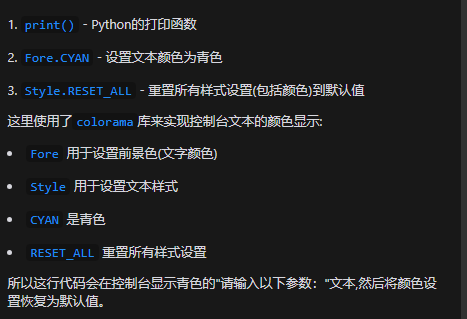 1. print() - Python的打印函数
2. Fore.CYAN - 设置文本颜色为青色
3. Style.RESET_ALL - 重置所有样式设置(包括颜色)到默认值
这里使用了 colorama 库来实现控制台文本的颜色显示:
• Fore 用于设置前景色(文字颜色)
• Style 用于设置文本样式
• CYAN 是青色
• RESET_ALL 重置所有样式设置
所以这行代码会在控制台显示青色的"请输入以下参数："文本,然后将颜色设
置恢复为默认值。